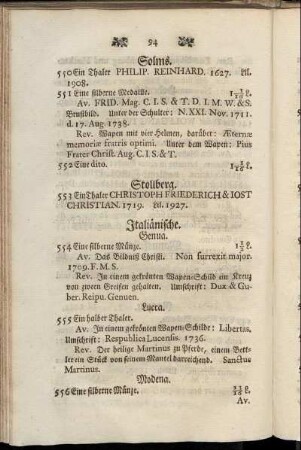 94
Solms.
550 Ein Thaler PHILIP. REINHARD. 1627. Lil.
1908.
551 Eine silberne Medaille.
Av. FRID. Mag. C. I. S. & T. D. I. M. W. & S.
Brustbild. Unter der Schulter: N. XXI. Nov. 1711.
d. 17. Aug. 1738.
Rev. Wapen mit vier Helmen, darüber: Æternæ
memoriæ fratris optimi. Unter dem Wapen: Pius
Frater Christ. Aug. C. I. S & T.
552 Eine dito.
Stollberg.
553 Ein Thaler CHRISTOPH FRIEDERICH & IOST
CHRISTIAN. 1719. Lil. 1927.
Italiänische.
Genua.
554 Eine silberne Münze.
Av. Das Bildniß Christi. Non surrexit major.
1709. F. M. S.
Rev. In einem gekrönten Wapen-Schild im Kreuz
von zween Greifen gehalten. Umschrift: Dux & Gu-
ber. Reipu. Genuen.
Lucca.
555 Ein halber Thaler.
Av. In einem gekrönten Wapen-Schilde: Libertas.
Umschrift: Respublica Lucensis. 1736.
Rev. Der heilige Martinus zu Pferde, einem Bett-
ler ein Stück von seinem Mantel darreichend. Sanctus
Martinus.
Modena.
556 Eine silberne Münze.
Av.